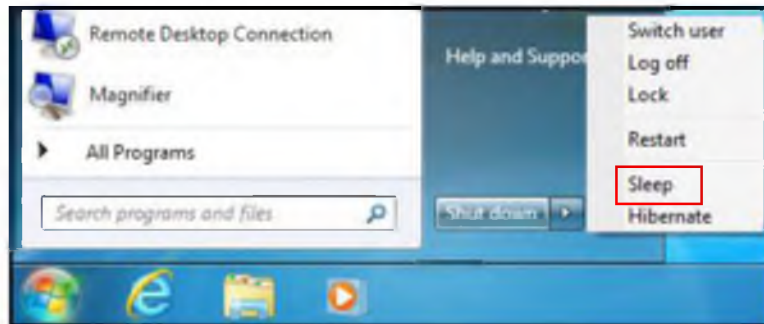 Remote Desktop Connection
Magnifier
All Programs
Search programs and files
Help and Suppor
Shut down
Switch user
Log off
Lock
Restart
Sleep
Hibernate